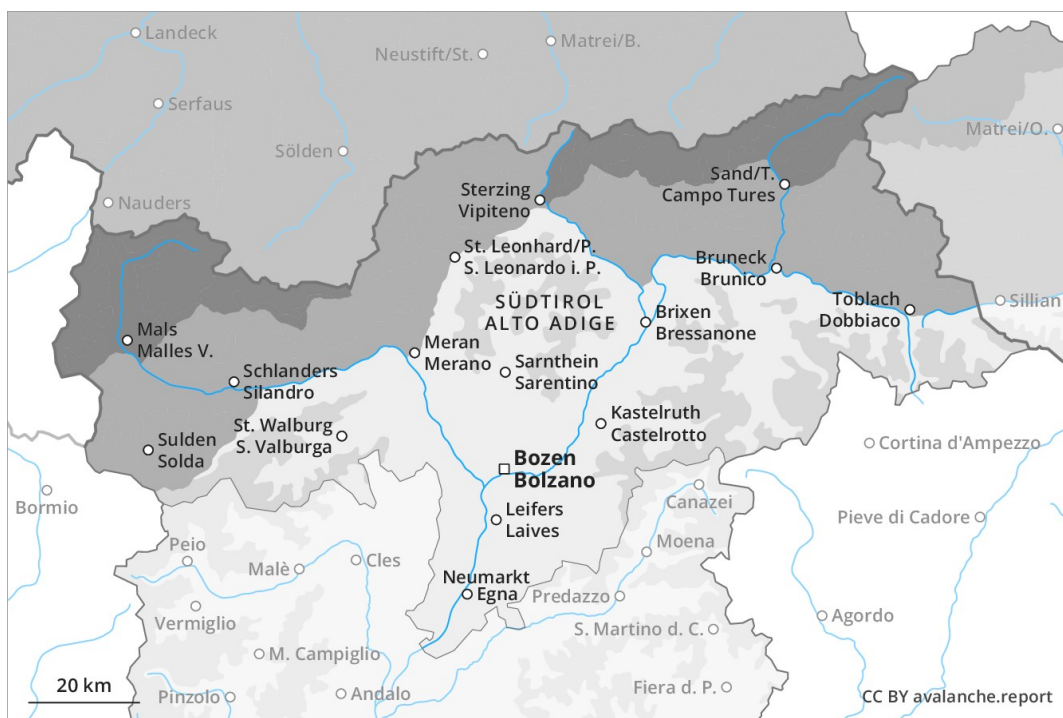 Landeck
Neustift/St.
Matrei/B.
Serfaus
Matrei/O.
Sölden
Sand/T.
Campo Tures
Sterzing
Vipiteno
Nauders
St. Leonhard/P.
S. Leonardo i. P.
Bruneck
Brunico
SÜDTIROL
ALTO ADIGE
Toblach
Dobbiaco
Sillian
Brixen
Bressanone
Mals
Malles V.
Meran
Merano
Sarnthein
Sarentino
Schlanders
Silandro
St. Walburg
S. Valburga
Kastelruth
Castelrotto
Sulden
Solda
Cortina d'Ampezzo
Bozen
Bolzano
Bormio
Canazei
Leifers
Laives
Pieve di Cadore
Peio
Malè
Cles
Moena
Neumarkt
Egna
Predazzo
Vermiglio
Agordo
S. Martino d. C.
M. Campiglio
20 km
Pinzolo
Andalo
Fiera d. P.
CC BY avalanche.report